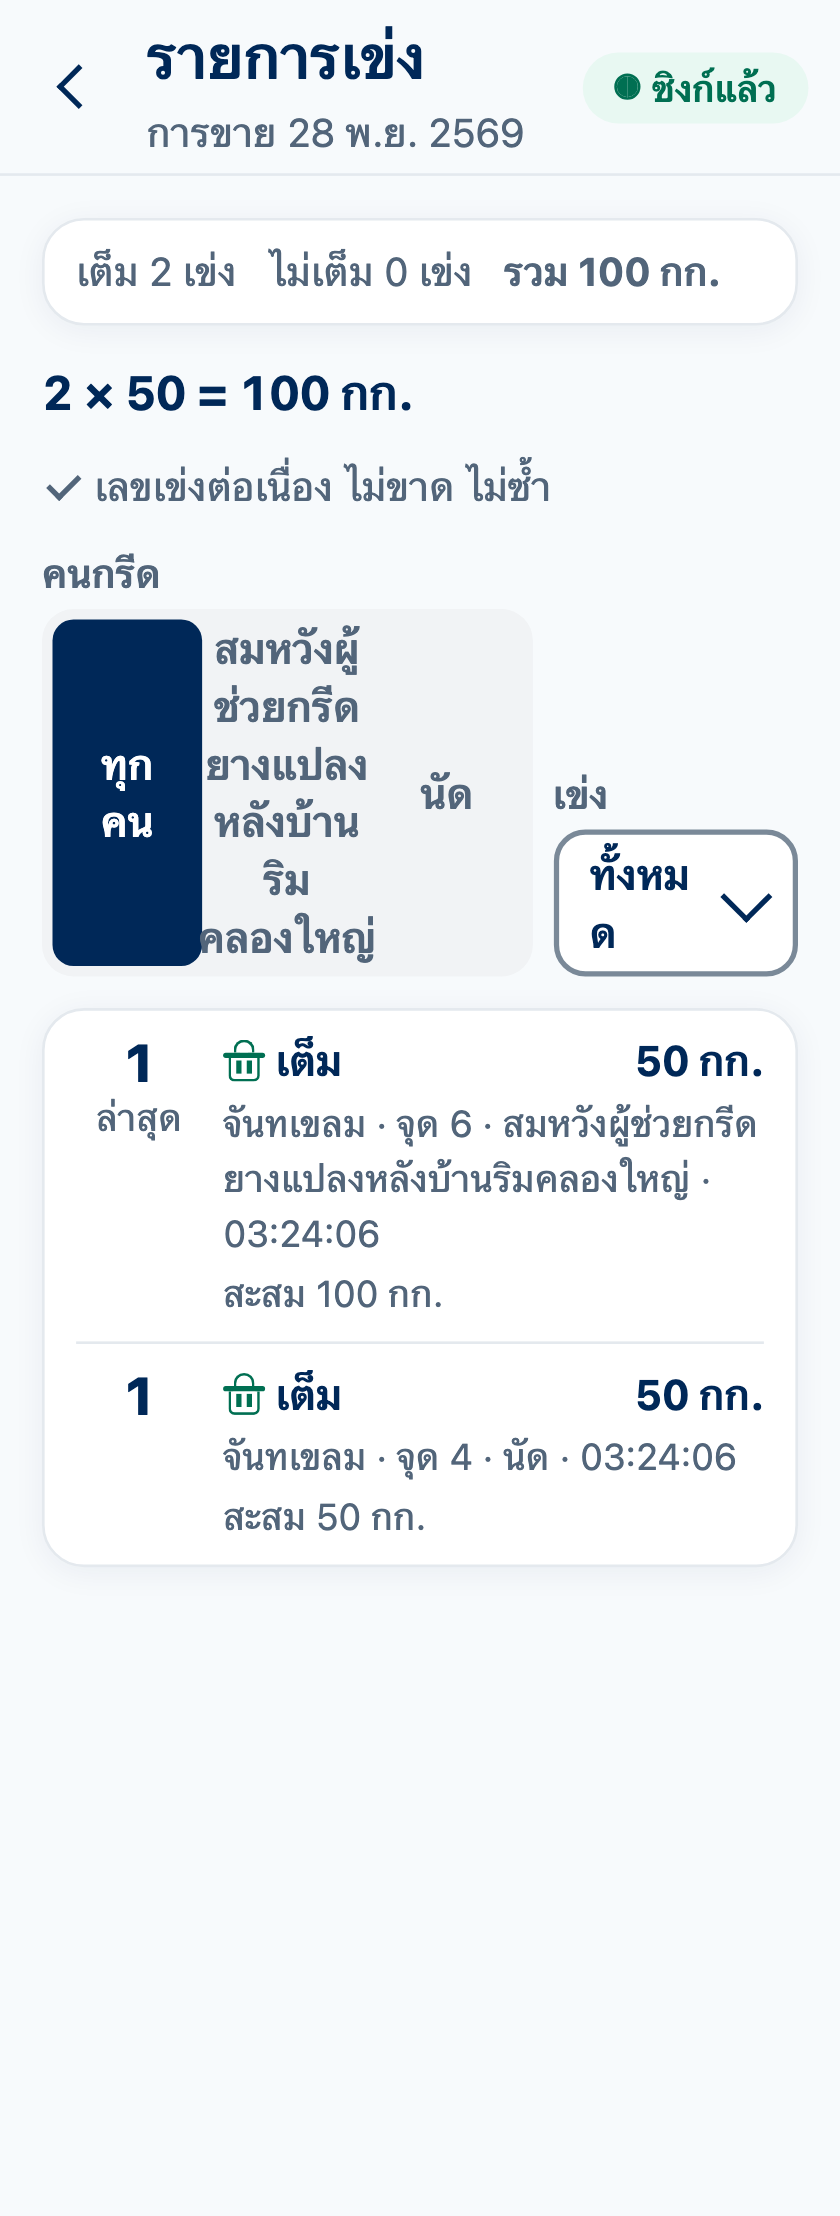 รายการเข่ง
ซิงก์แล้ว
การขาย 28 พ.ย. 2569
เต็ม 2 เข่ง ไม่เต็ม 0 เข่ง รวม 100 กก.
2 × 50 = 100 กก.
เลขเข่งต่อเนื่อง ไม่ขาด ไม่ซ้ำ
คนกรีด
ทุก
คน
สมหวังผู้
ช่วยกรีด
ยางแปลง
หลังบ้าน
ริม
คลองใหญ่
นัด
เข่ง
ทั้งหม
ด
1 เต็ม 50 กก.
ล่าสุด
จันทเขลม · จุด 6 · สมหวังผู้ช่วยกรีด
ยางแปลงหลังบ้านริมคลองใหญ่ ·
03:24:06
สะสม 100 กก.
1 เต็ม 50 กก.
จันทเขลม · จุด 4 · นัด · 03:24:06
สะสม 50 กก.